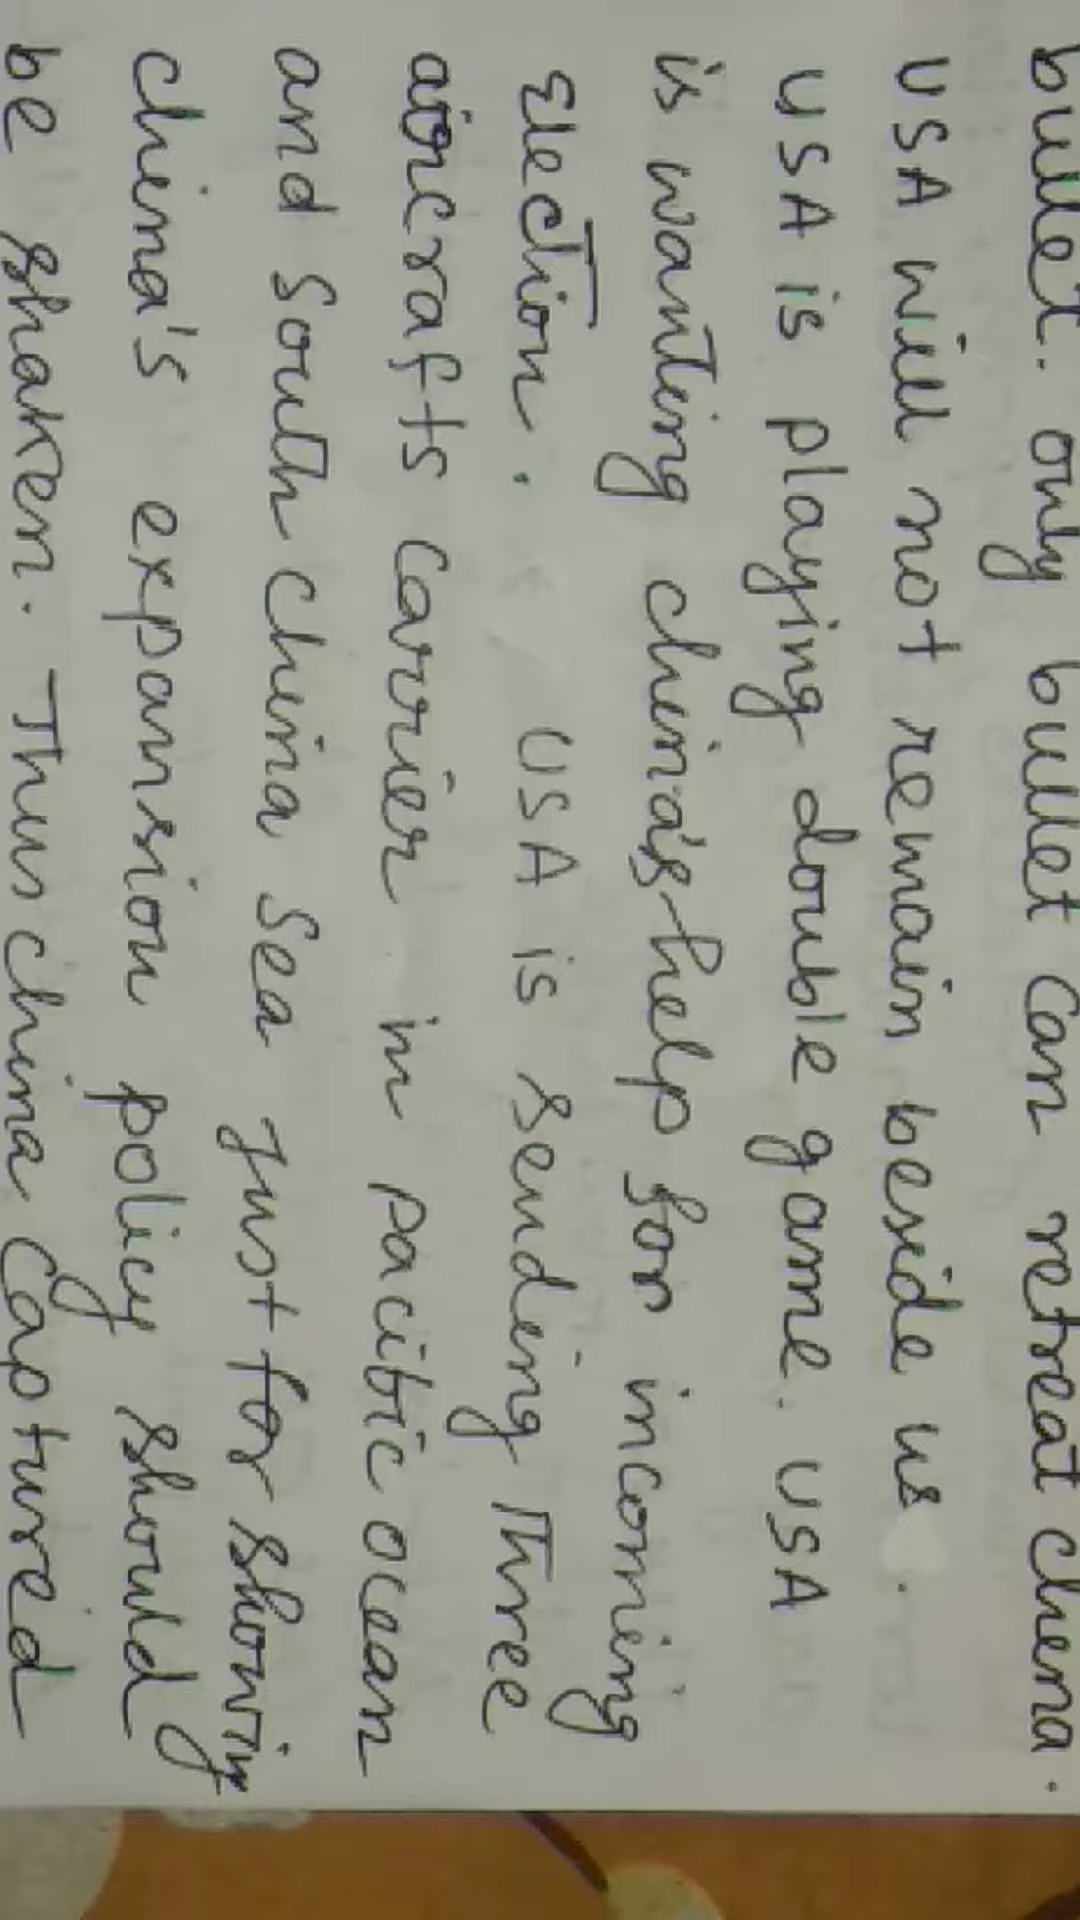 bullet. only bullet can retreat china.
USA will not remain beside us.
USA is playing double game. USA
is wanting china's help for incoming
Election. USA is sending Three
aircrafts carrier in pacific ocean
and South china Sea just for showing
china's expansion policy should
be shaken. Thus china captured